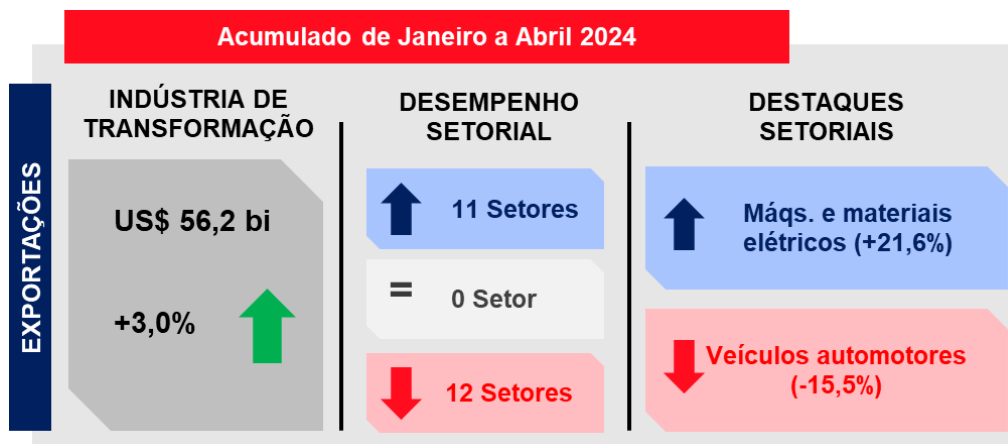 Acumulado de Janeiro a Abril 2024
EXPORTAÇÕES
INDÚSTRIA DE
TRANSFORMAÇÃO
US$ 56,2 bi
+3,0%
DESEMPENHO
SETORIAL
11 Setores
= 0 Setor
12 Setores
DESTAQUES
SETORIAIS
Máqs. e materiais
elétricos (+21,6%)
Veículos automotores
(-15,5%)